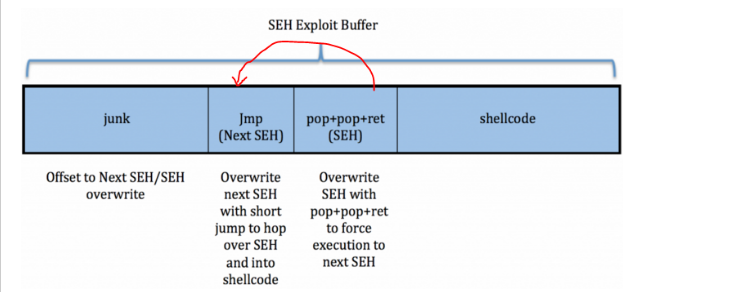 SEH Exploit Buffer
junk
Jmp
(Next SEH)
pop+pop+ret
(SEH)
shellcode
Offset to Next SEH/SEH
overwrite
Overwrite
next SEH
with short
jump to hop
over SEH
and into
shellcode
Overwrite
SEH with
pop+pop+ret
to force
execution to
next SEH